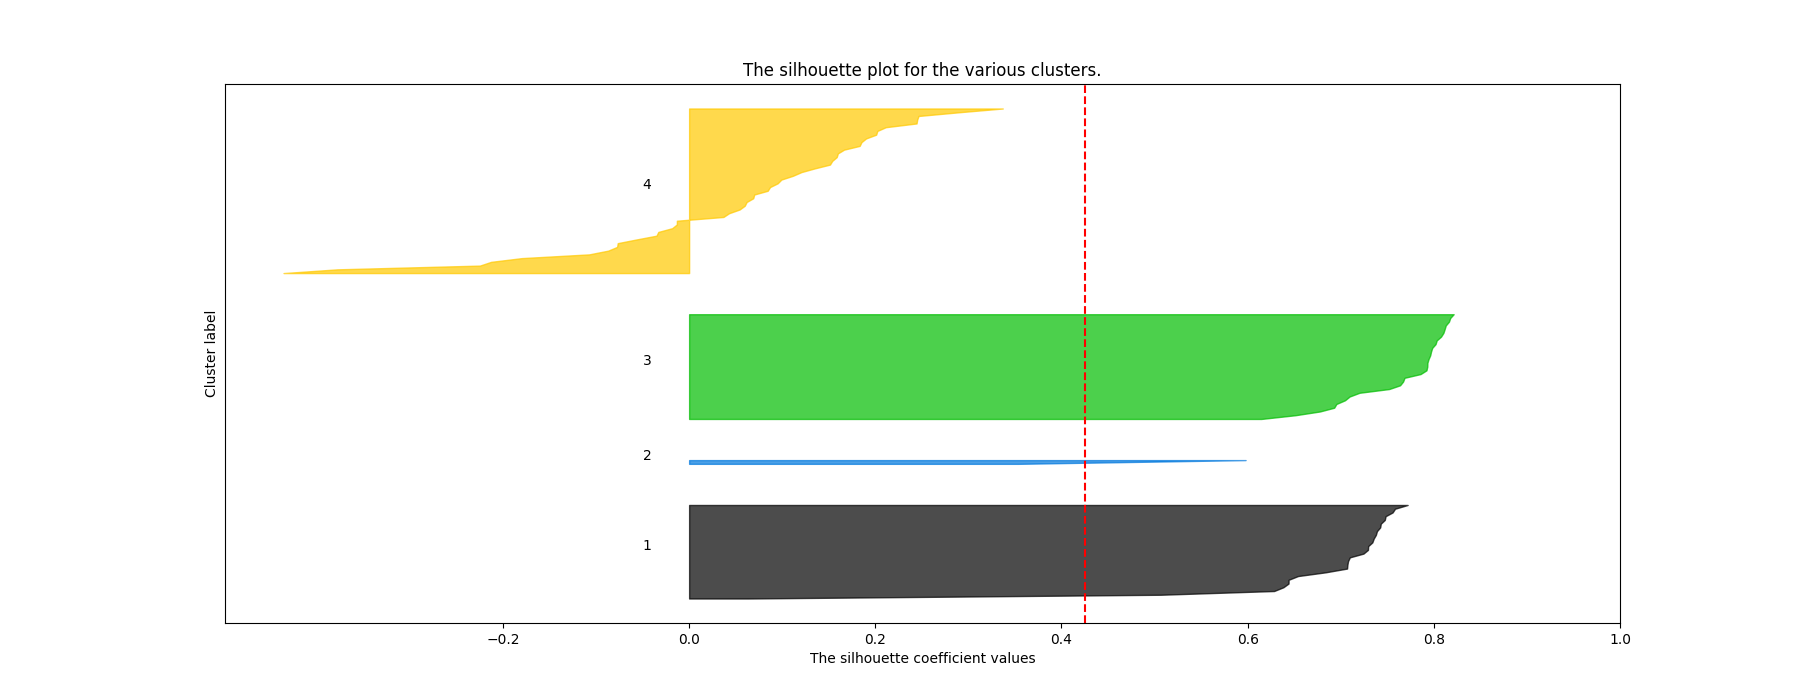 The silhouette plot for the various clusters.
4
3
2
1
Cluster label
−0.2 0.0 0.2 0.4 0.6 0.8 1.0
The silhouette coefficient values